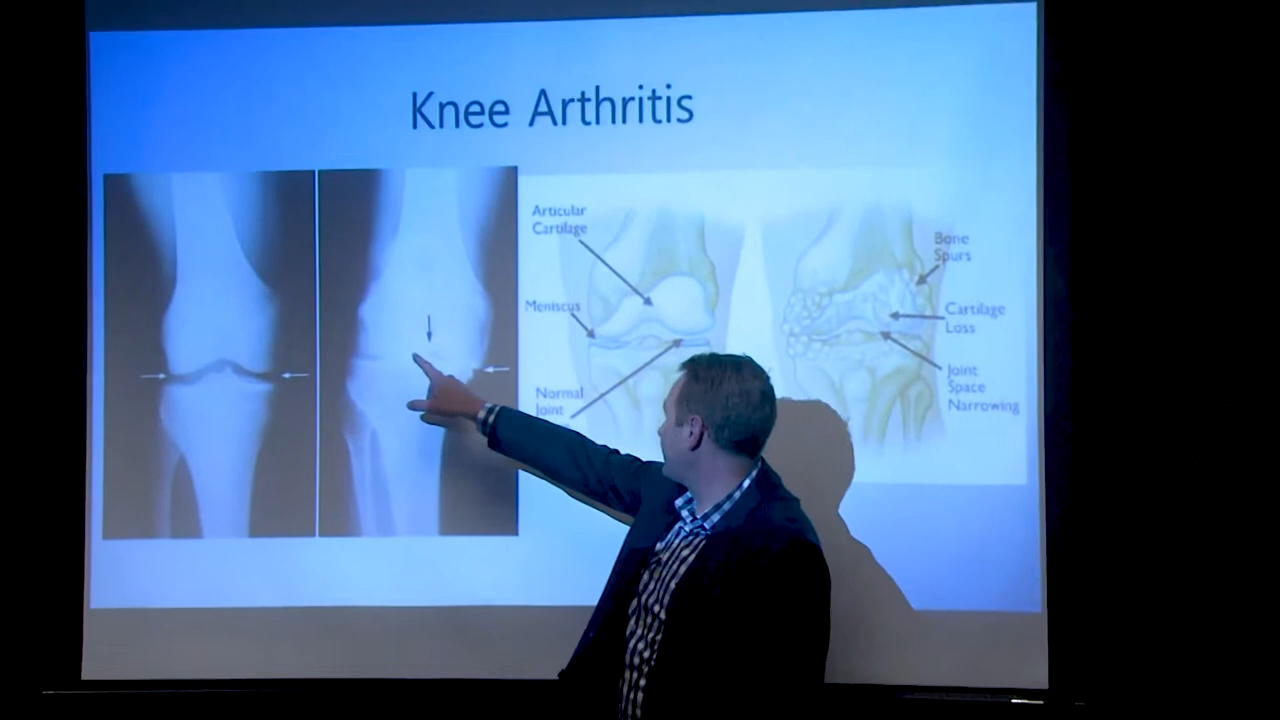 Knee Arthritis
Articular
Cartilage
Meniscus
Normal
Joint
Bone
Spurs
Cartilage
Loss
Joint
Space
Narrowing